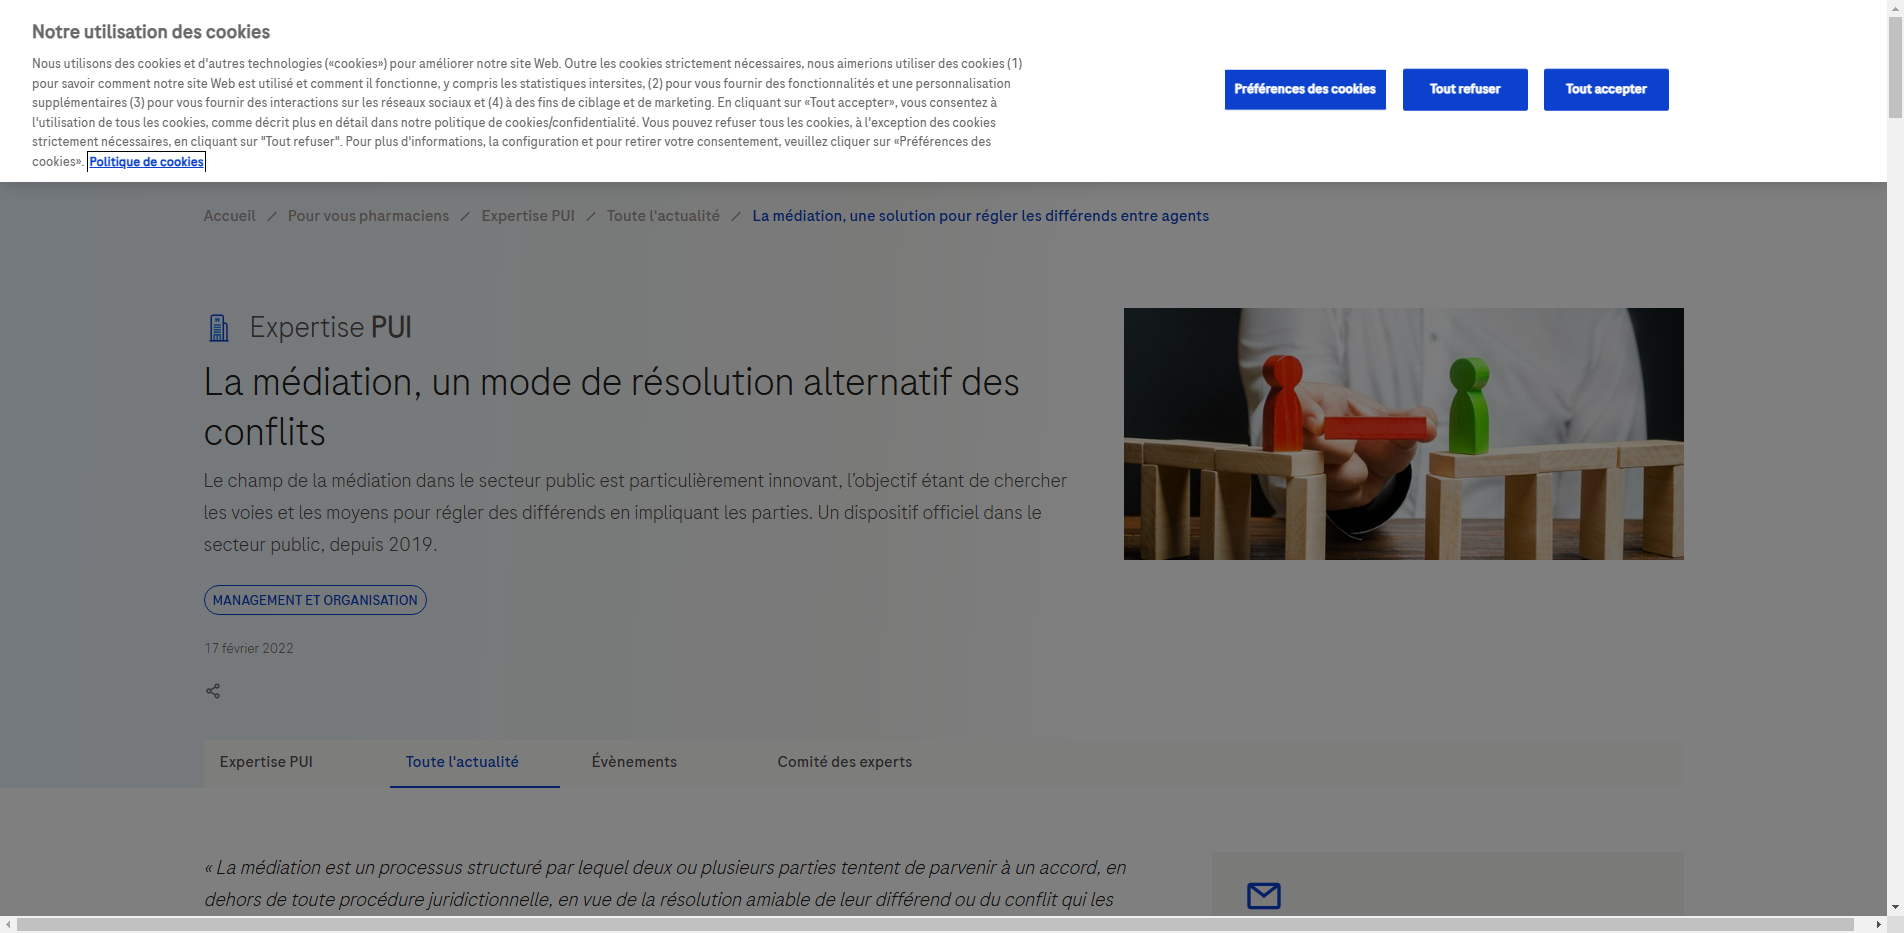 Notre utilisation des cookies
Nous utilisons des cookies et d'autres technologies («cookies») pour améliorer notre site Web. Outre les cookies strictement nécessaires, nous aimerions utiliser des cookies (1)
pour savoir comment notre site Web est utilisé et comment il fonctionne, y compris les statistiques intersites, (2) pour vous fournir des fonctionnalités et une personnalisation
supplémentaires (3) pour vous fournir des interactions sur les réseaux sociaux et (4) à des fins de ciblage et de marketing. En cliquant sur «Tout accepter», vous consentez à
l'utilisation de tous les cookies, comme décrit plus en détail dans notre politique de cookies/confidentialité. Vous pouvez refuser tous les cookies, à l'exception des cookies
strictement nécessaires, en cliquant sur "Tout refuser". Pour plus d'informations, la configuration et pour retirer votre consentement, veuillez cliquer sur «Préférences des
cookies». Politique de cookies
Préférences des cookies
Tout refuser
Tout accepter
Accueil / Pour vous pharmaciens / Expertise PUI / Toute l'actualité / La médiation, une solution pour régler les différends entre agents
Expertise PUI
La médiation, un mode de résolution alternatif des
conflits
Le champ de la médiation dans le secteur public est particulièrement innovant, l’objectif étant de chercher
les voies et les moyens pour régler des différends en impliquant les parties. Un dispositif officiel dans le
secteur public, depuis 2019.
MANAGEMENT ET ORGANISATION
17 février 2022
Expertise PUI
Toute l'actualité
Évènements
Comité des experts
« La médiation est un processus structuré par lequel deux ou plusieurs parties tentent de parvenir à un accord, en
dehors de toute procédure juridictionnelle, en vue de la résolution amiable de leur différend ou du conflit qui les